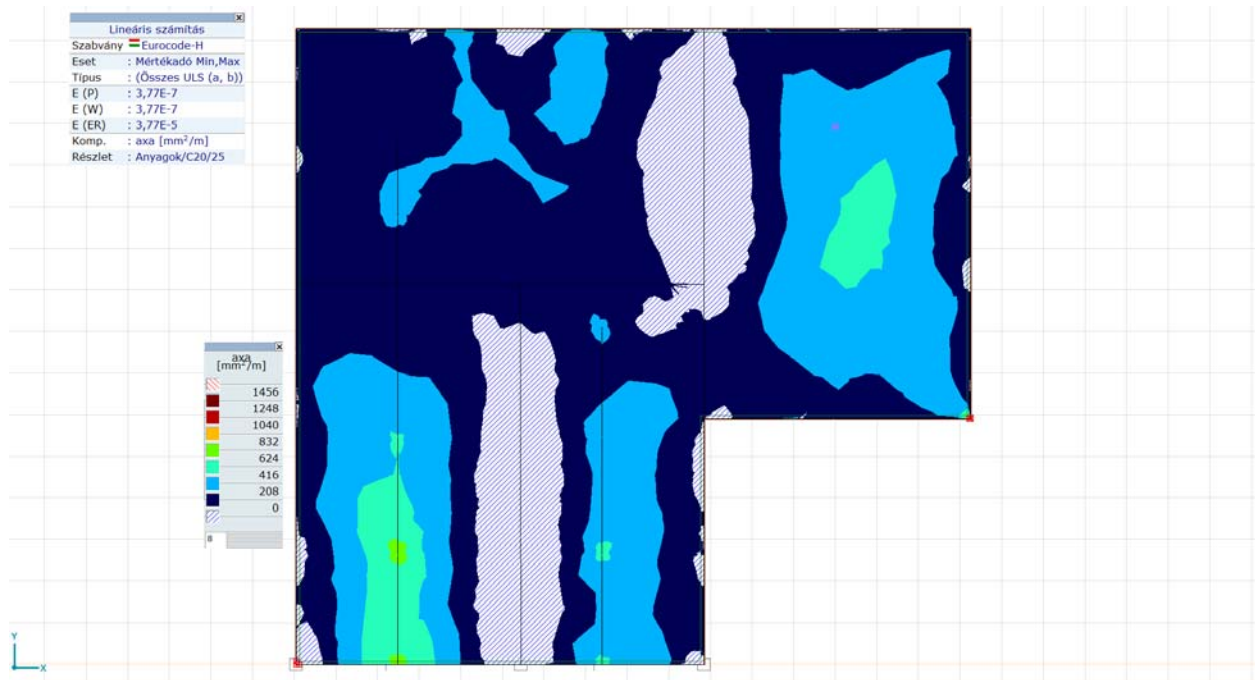 Lineáris számítás
Szabvány Eurocode-H
Eset : Mértékadó Min,Max
Típus : (Összes ULS (a, b))
E (P) : 3,77E-7
E (W) : 3,77E-7
E (ER) : 3,77E-5
Komp. : axa [mm²/m]
Részlet : Anyagok/C20/25
axa
[mm²/m]
1456
1248
1040
832
624
416
208
0
8
Y
X